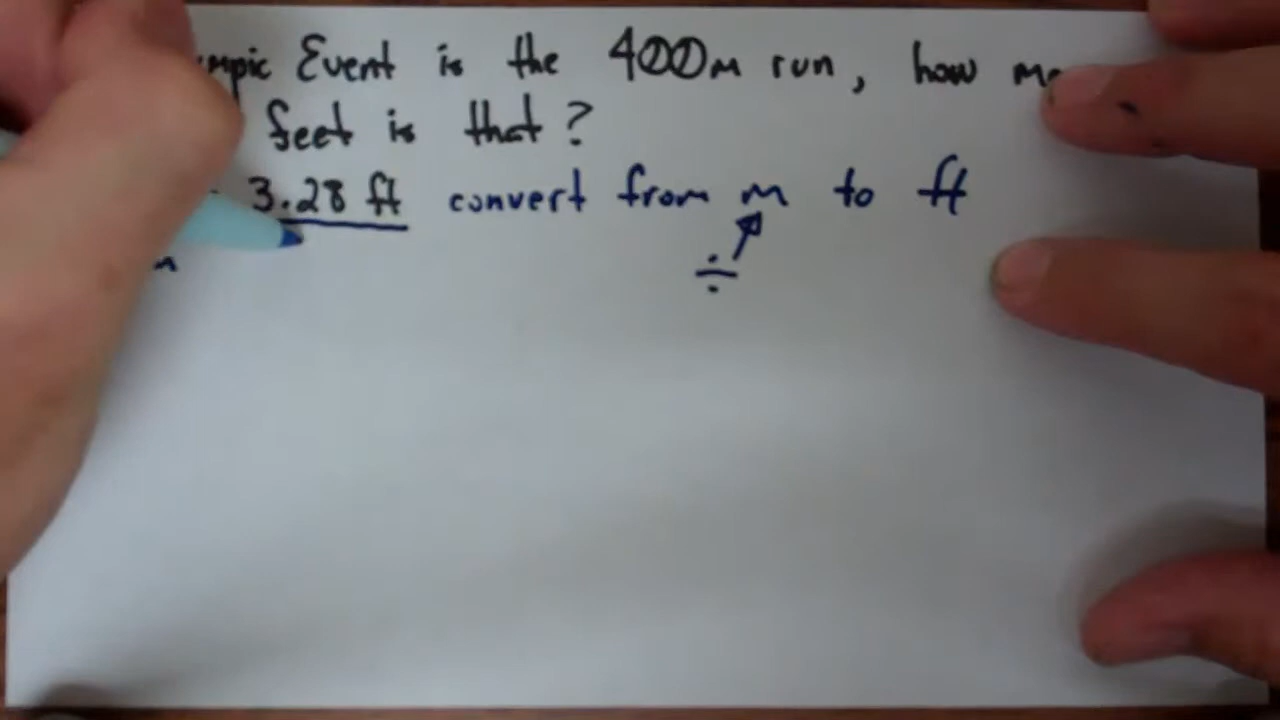 Event is the 400m run, how
feet is that?
3.28 ft convert from m to ft
÷